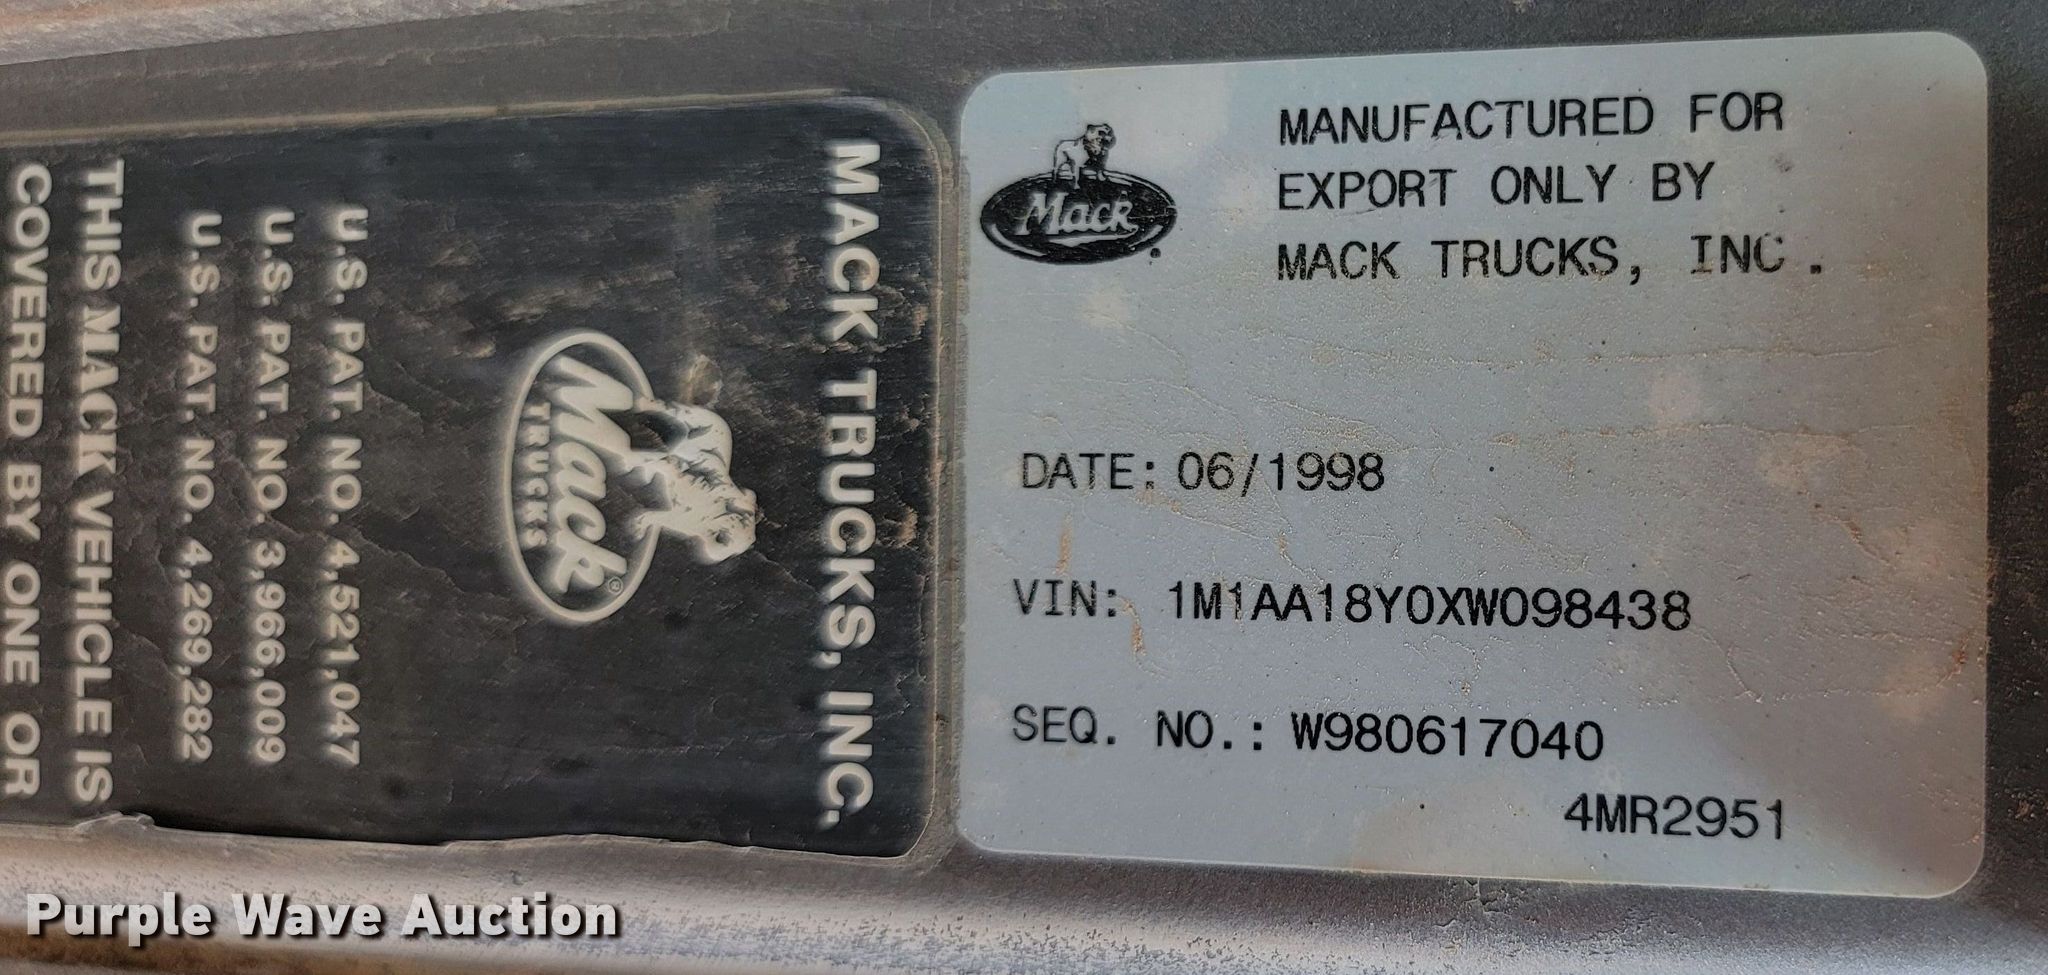 MACK TRUCKS, INC.
Mack®
TRUCKS
U.S. PAT. NO. 4,521,047
U.S. PAT. NO. 3,966,009
U.S. PAT. NO. 4,269,282
THIS MACK VEHICLE IS
COVERED BY ONE OR
Mack
MANUFACTURED FOR
EXPORT ONLY BY
MACK TRUCKS, INC.
DATE: 06/1998
VIN: 1M1AA18Y0XW098438
SEQ. NO.: W980617040
4MR2951
Purple Wave Auction